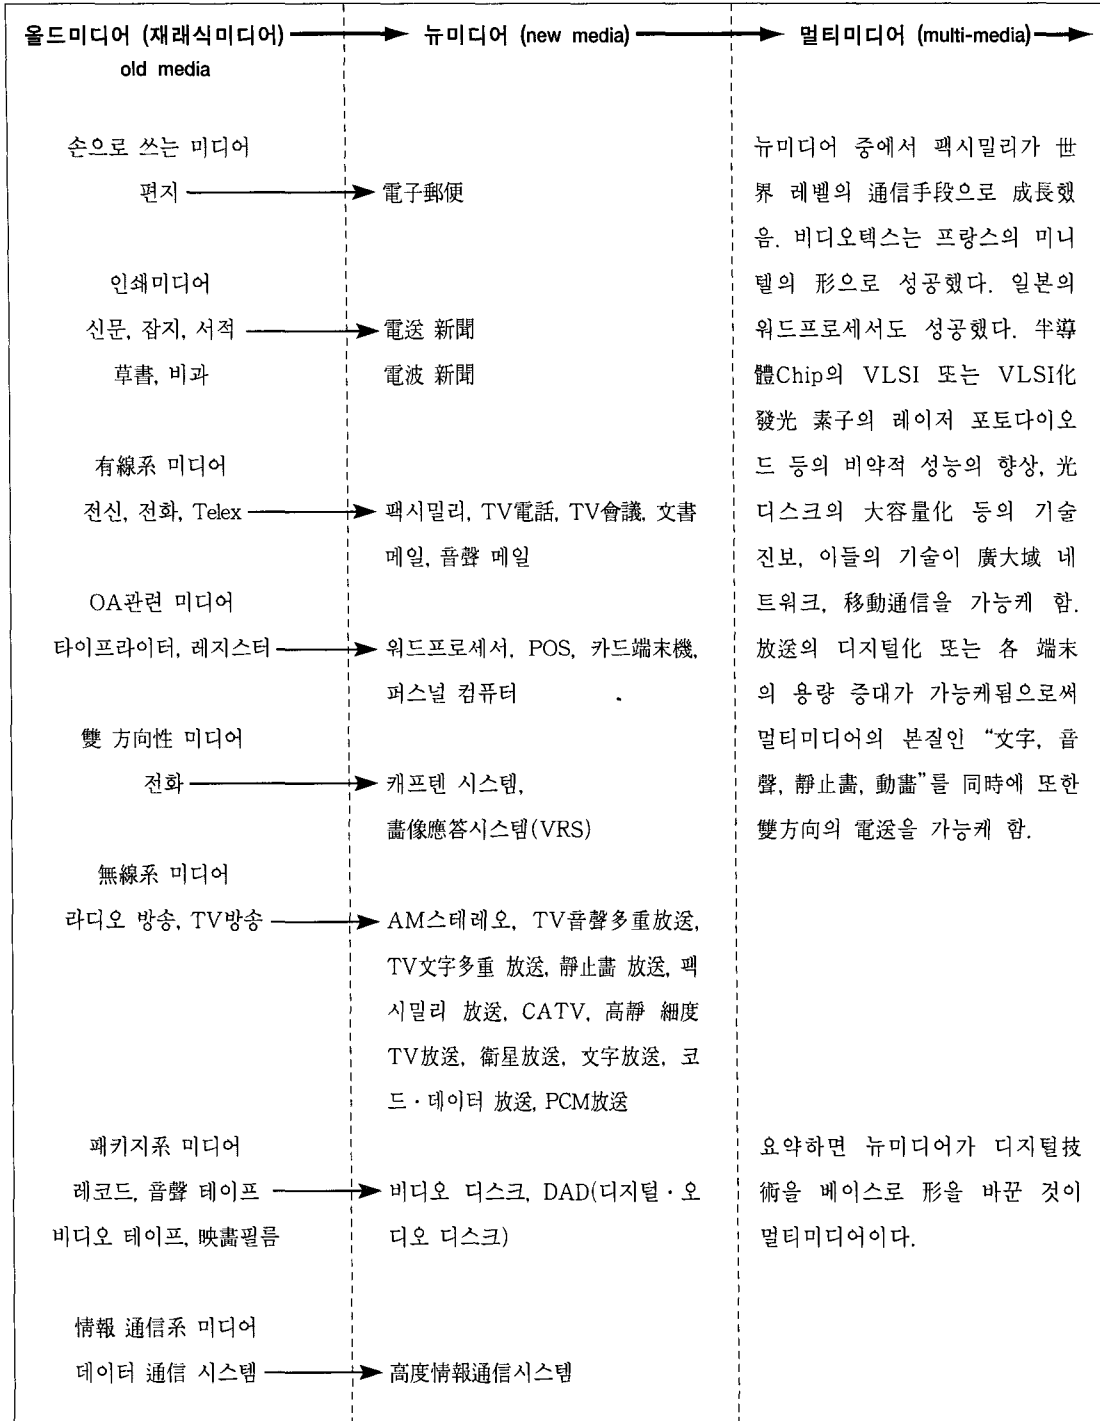 올드미디어 (재래식미디어)
old media
손으로 쓰는 미디어
편지
인쇄미디어
신문, 잡지, 서적
草書, 비과
有線系 미디어
전신, 전화, Telex
OA관련 미디어
타이프라이터, 레지스터
雙 方向性 미디어
전화
無線系 미디어
라디오 방송, TV방송
패키지系 미디어
레코드, 音聲 테이프
비디오 테이프, 映畵필름
情報 通信系 미디어
데이터 通信 시스템
뉴미디어 (new media)
電子郵便
電送 新聞
電波 新聞
팩시밀리, TV電話, TV會議, 文書
메일, 音聲 메일
워드프로세서, POS, 카드端末機,
퍼스널 컴퓨터
캐프텐 시스템,
畵像應答시스템(VRS)
AM스테레오, TV音聲多重放送,
TV文字多重 放送, 靜止畵 放送, 팩
시밀리 放送, CATV, 高靜 細度
TV放送, 衛星放送, 文字放送, 코
드·데이터 放送, PCM放送
비디오 디스크, DAD(디지털·오
디오 디스크)
高度情報通信시스템
멀티미디어 (multi-media)
뉴미디어 중에서 팩시밀리가 世
界 레벨의 通信手段으로 成長했
음. 비디오텍스는 프랑스의 미니
텔의 形으로 성공했다. 일본의
워드프로세서도 성공했다. 半導
體Chip의 VLSI 또는 VLSI化
發光 素子의 레이저 포토다이오
드 등의 비약적 성능의 향상, 光
디스크의 大容量化 등의 기술
진보, 이들의 기술이 廣大域 네
트워크, 移動通信을 가능케 함.
放送의 디지털化 또는 各 端末
의 용량 증대가 가능케됨으로써
멀티미디어의 본질인 “文字, 音
聲, 靜止畵, 動畵”를 同時에 또한
雙方向의 電送을 가능케 함.
요약하면 뉴미디어가 디지털技
術을 베이스로 形을 바꾼 것이
멀티미디어이다.